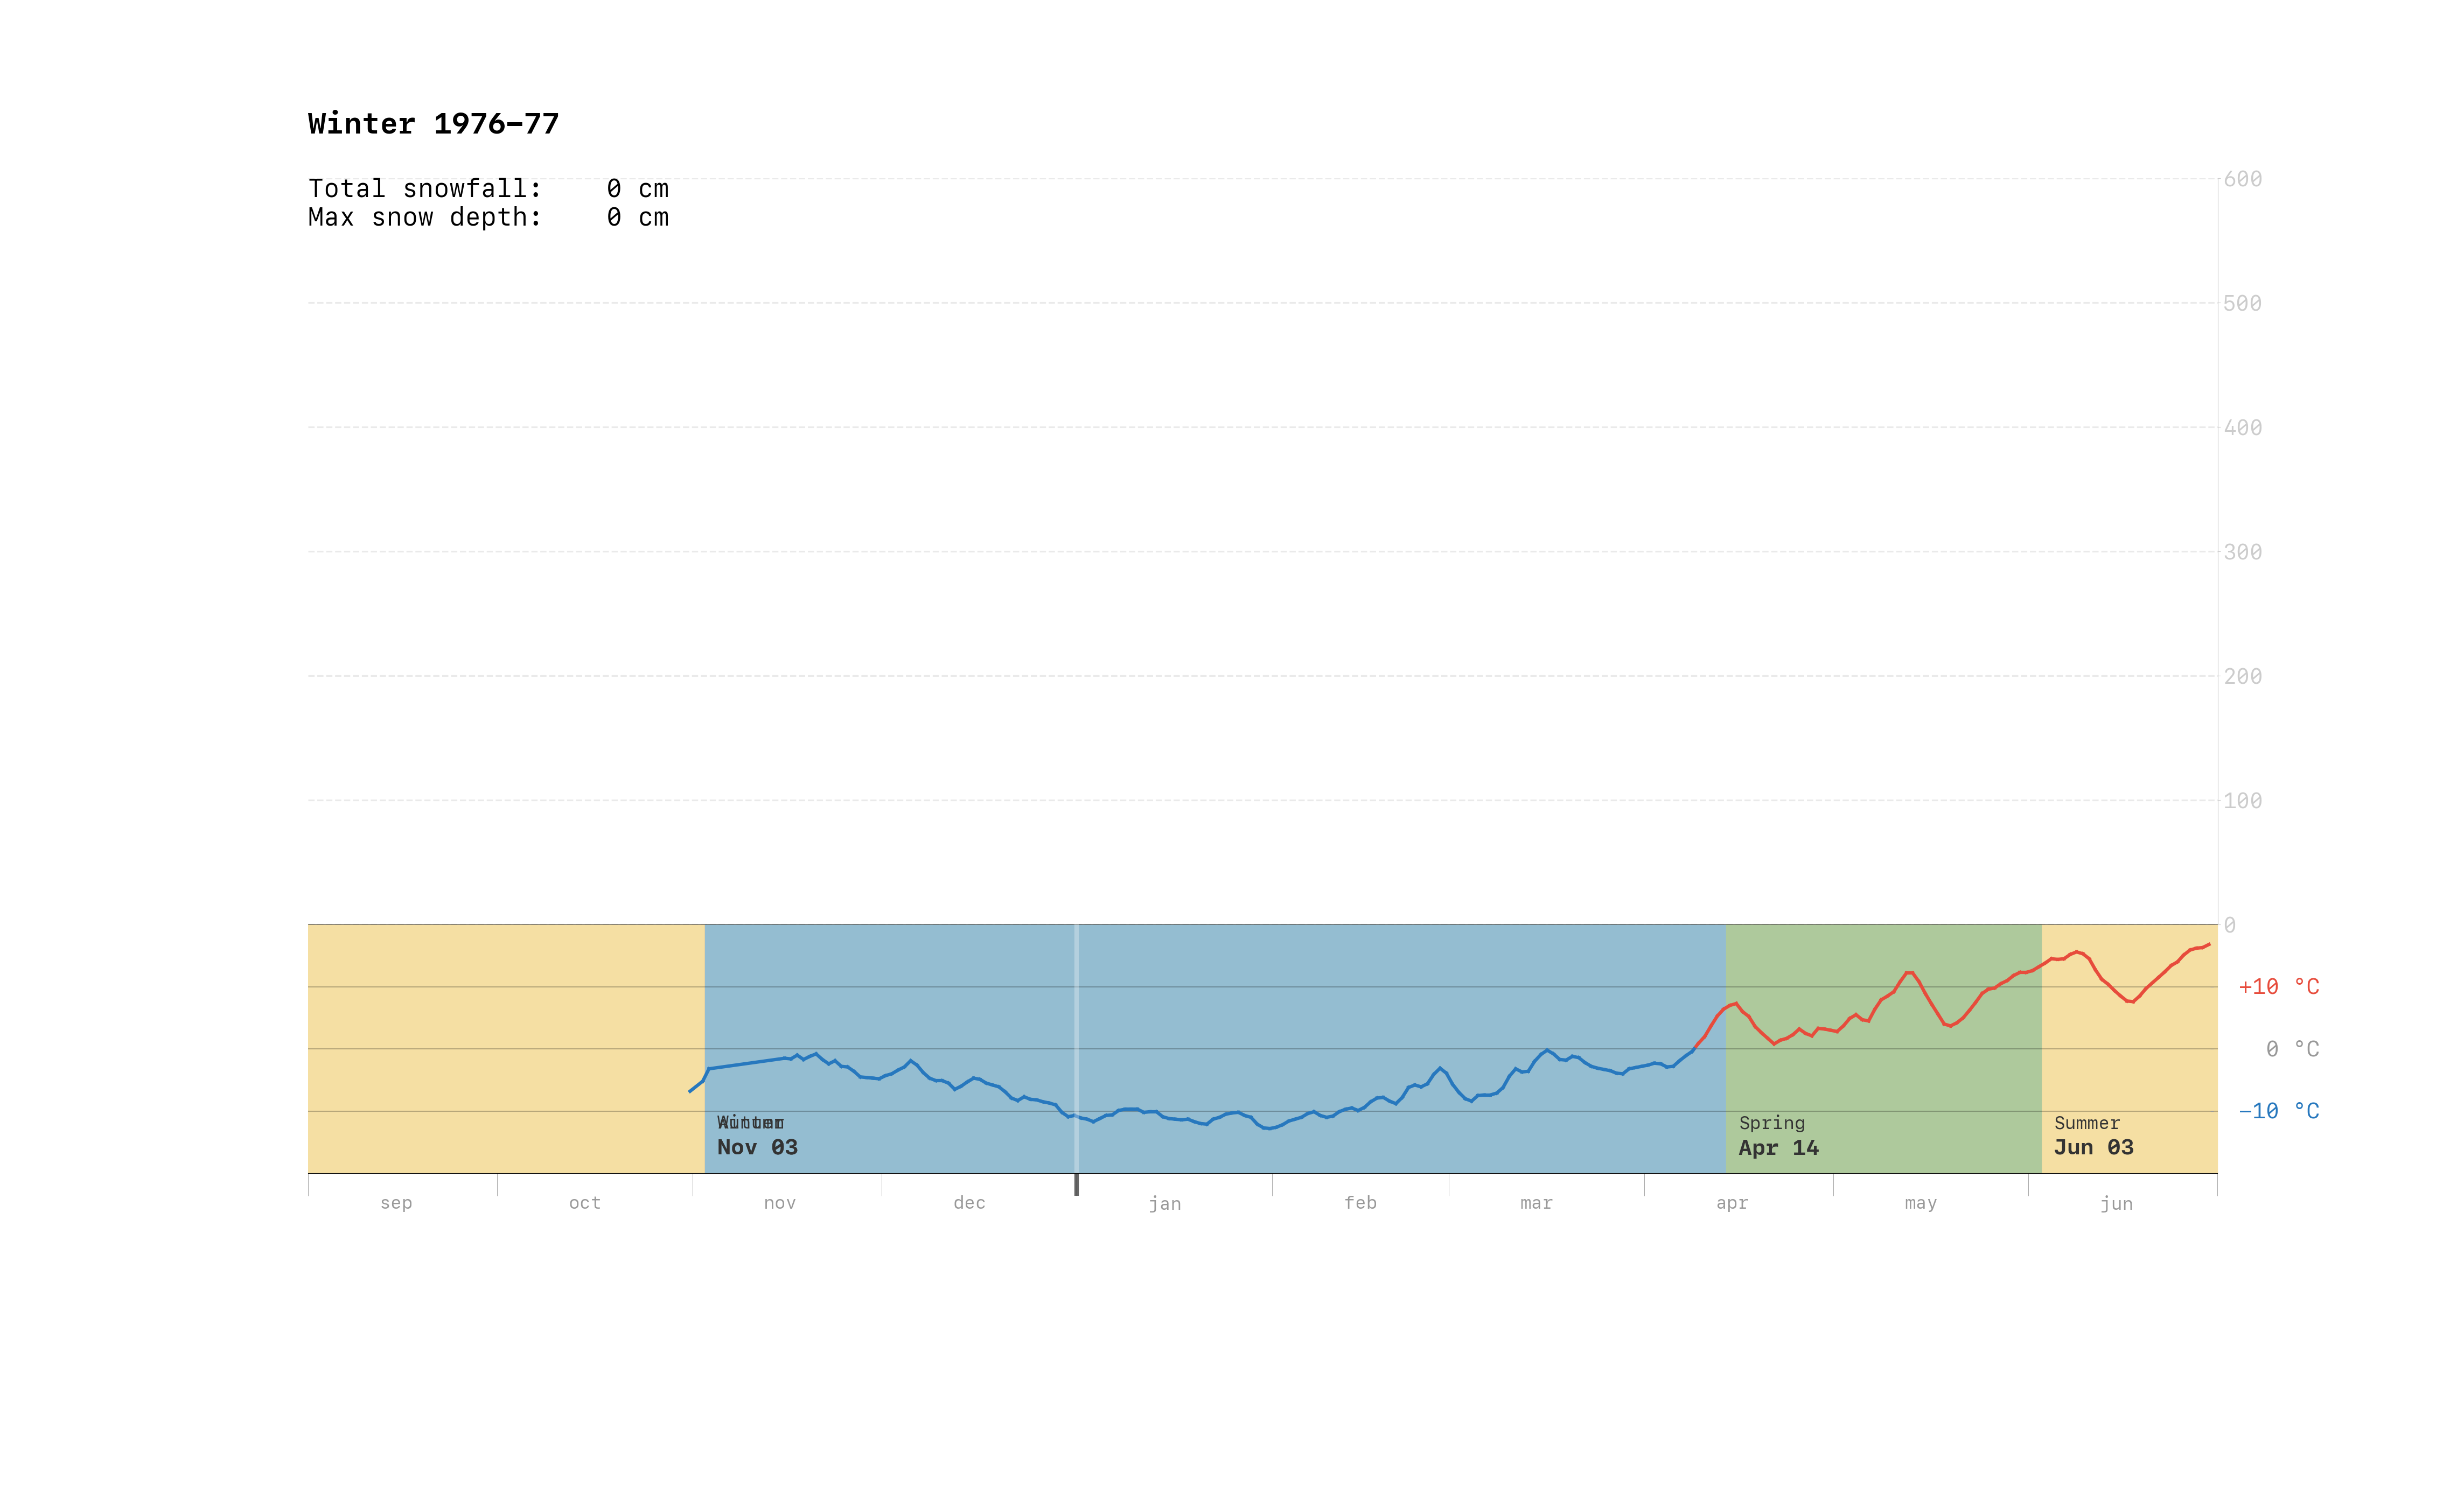 Winter 1976–77
Total snowfall: 0 cm
Max snow depth: 0 cm
600
500
400
300
200
100
0
+10 °C
0 °C
−10 °C
Nov 03
Spring
Apr 14
Summer
Jun 03
sep oct nov dec jan feb mar apr may jun